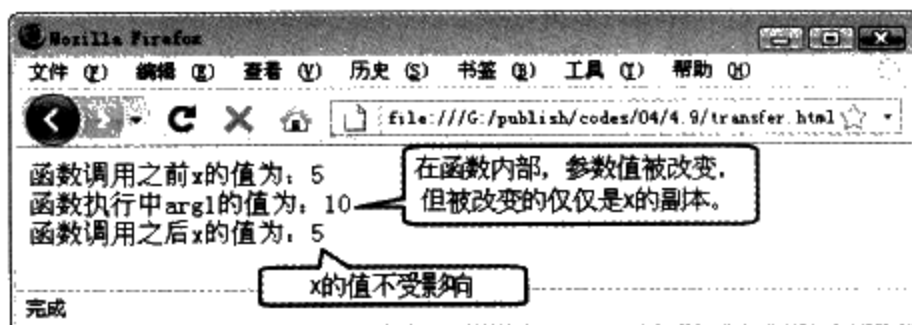 Mozilla Firefox
文件 (F) 编辑 (E) 查看 (V) 历史 (S) 书签 (B) 工具 (T) 帮助 (H)
file:///G:/publish/codes/04/4.9/transfer.html
函数调用之前x的值为：5
函数执行中arg1的值为：10
函数调用之后x的值为：5
在函数内部，参数值被改变，
但被改变的仅仅是x的副本。
x的值不受影响
完成